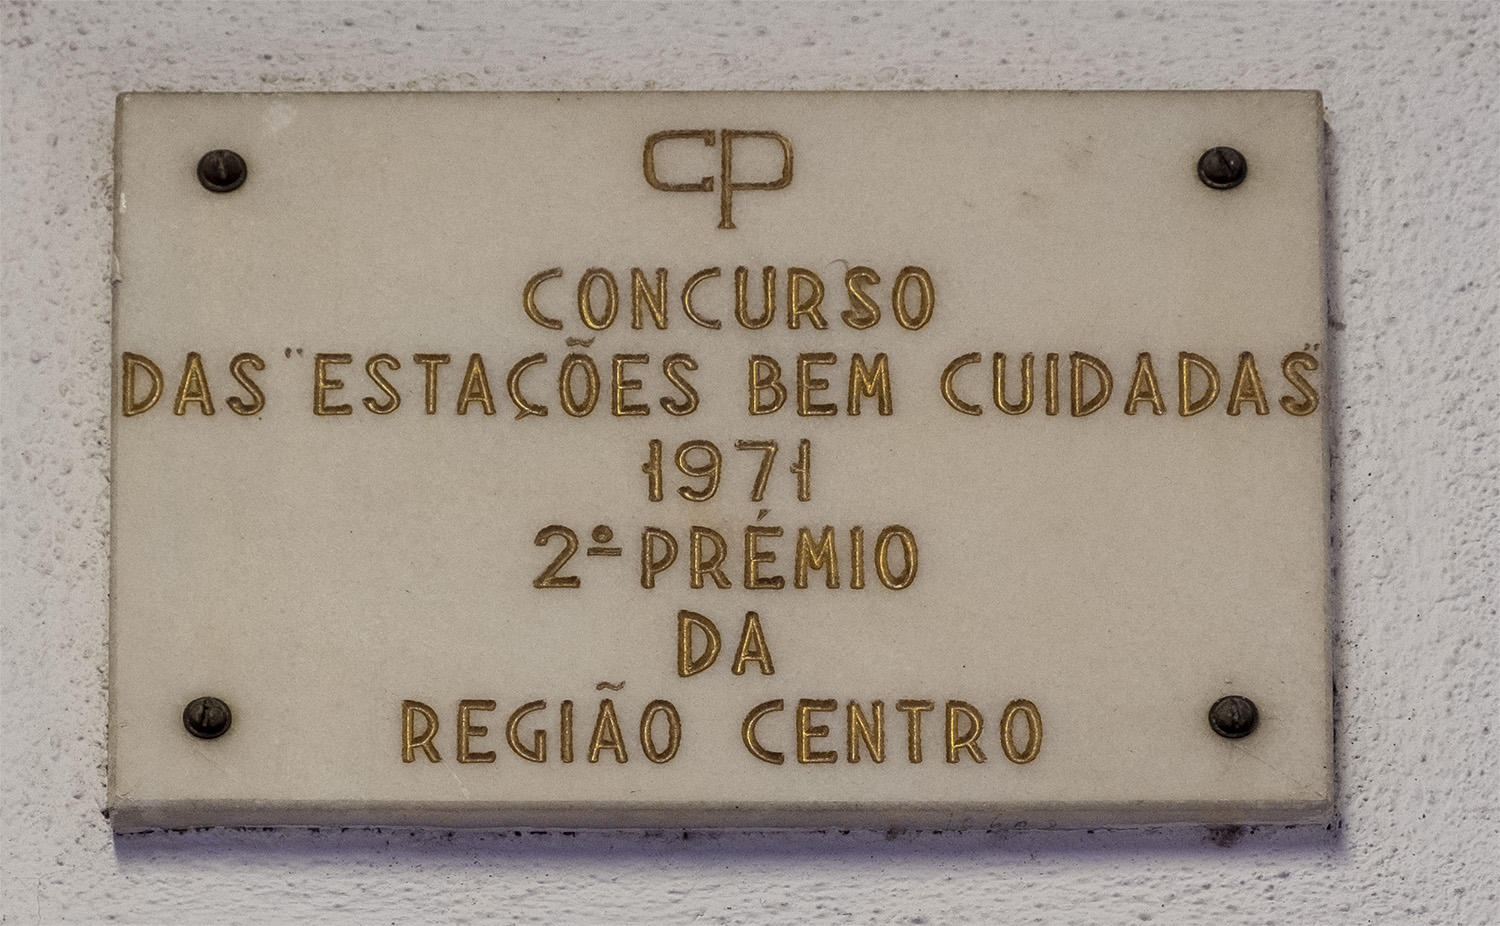 CP
CONCURSO
DAS "ESTAÇÕES BEM CUIDADAS"
1971
2º PRÉMIO
DA
REGIÃO CENTRO